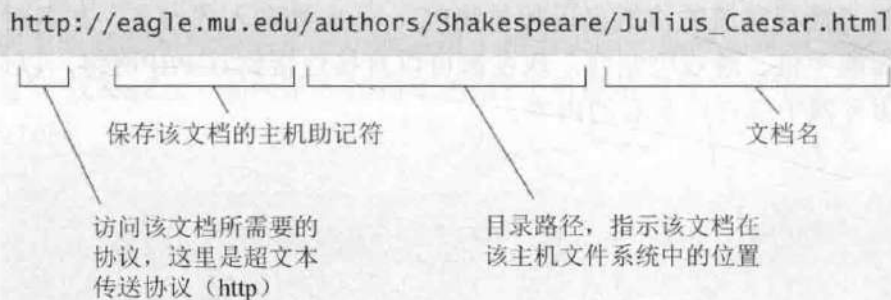 http://eagle.mu.edu/authors/Shakespeare/Julius_Caesar.html
保存该文档的主机助记符
文档名
访问该文档所需要的
协议，这里是超文本
传送协议（http）
目录路径，指示该文档在
该主机文件系统中的位置